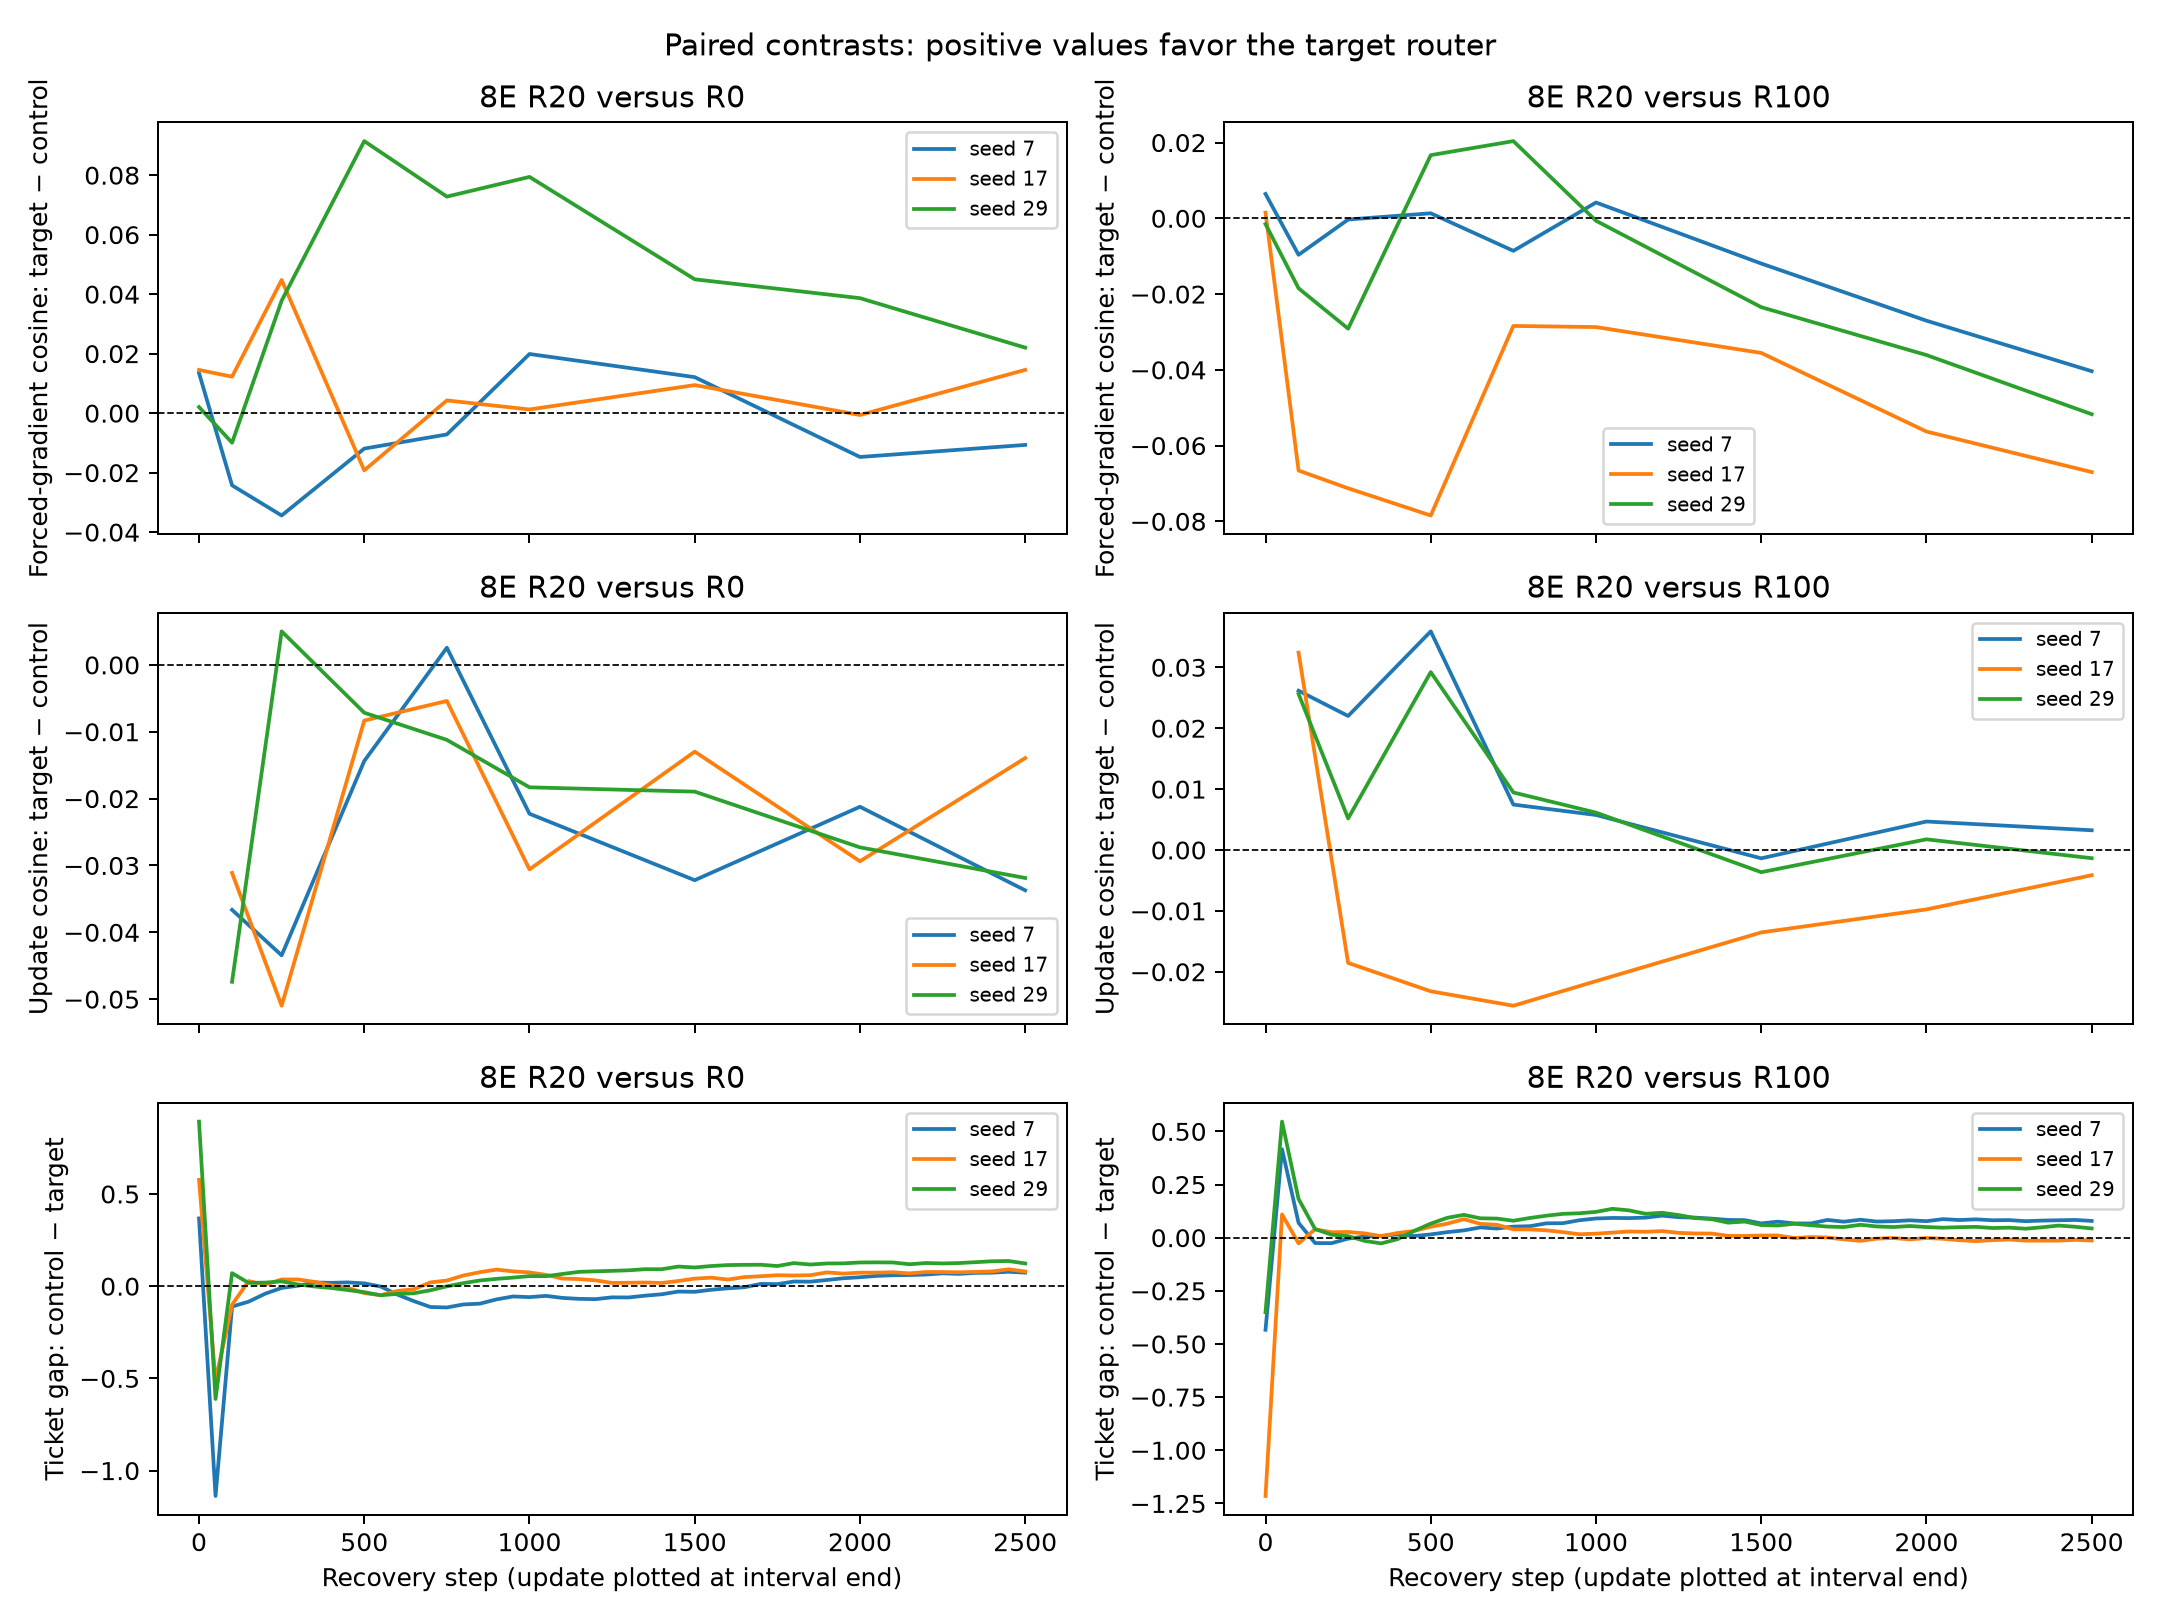 Paired contrasts: positive values favor the target router
8E R20 versus R0
Forced-gradient cosine: target − control
0.08
0.06
0.04
0.02
0.00
−0.02
−0.04
seed 7
seed 17
seed 29
8E R20 versus R100
Forced-gradient cosine: target − control
0.02
0.00
−0.02
−0.04
−0.06
−0.08
seed 7
seed 17
seed 29
8E R20 versus R0
Update cosine: target − control
0.00
−0.01
−0.02
−0.03
−0.04
−0.05
seed 7
seed 17
seed 29
8E R20 versus R100
Update cosine: target − control
0.03
0.02
0.01
0.00
−0.01
−0.02
seed 7
seed 17
seed 29
8E R20 versus R0
Ticket gap: control − target
0.5
0.0
−0.5
−1.0
seed 7
seed 17
seed 29
0 500 1000 1500 2000 2500
Recovery step (update plotted at interval end)
8E R20 versus R100
Ticket gap: control − target
0.50
0.25
0.00
−0.25
−0.50
−0.75
−1.00
−1.25
seed 7
seed 17
seed 29
0 500 1000 1500 2000 2500
Recovery step (update plotted at interval end)